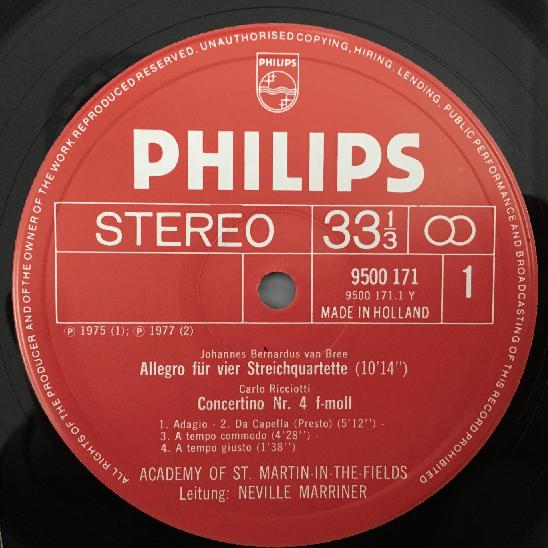 ALL RIGHTS OF THE PRODUCER AND OF THE OWNER OF THE WORK REPRODUCED RESERVED. UNAUTHORISED COPYING, HIRING, LENDING, PUBLIC PERFORMANCE AND BROADCASTING OF THIS RECORD PROHIBITED
PHILIPS
PHILIPS
STEREO 33 1/3
9500 171 1
9500 171.1 Y
MADE IN HOLLAND
Ⓟ 1975 (1); Ⓟ 1977 (2)
Johannes Bernardus van Bree
Allegro für vier Streichquartette (10'14'')
Carlo Ricciotti
Concertino Nr. 4 f-moll
1. Adagio - 2. Da Capella (Presto) (5'12'') -
3. A tempo commodo (4'28'') -
4. A tempo giusto (1'38'')
ACADEMY OF ST. MARTIN-IN-THE-FIELDS
Leitung: NEVILLE MARRINER